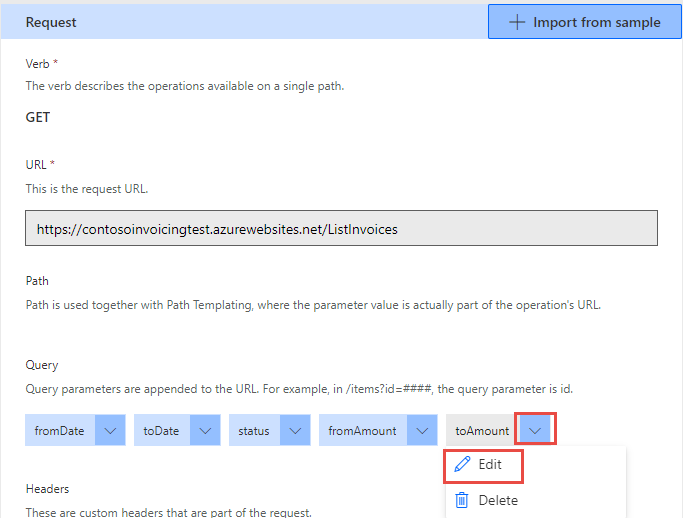 Request
Import from sample
Verb *
The verb describes the operations available on a single path.
GET
URL *
This is the request URL.
https://contosoinvoicingtest.azurewebsites.net/ListInvoices
Path
Path is used together with Path Templating, where the parameter value is actually part of the operation's URL.
Query
Query parameters are appended to the URL. For example, in /items?id=####, the query parameter is id.
fromDate toDate status fromAmount toAmount
Edit
Headers
Delete
These are custom headers that are part of the request.